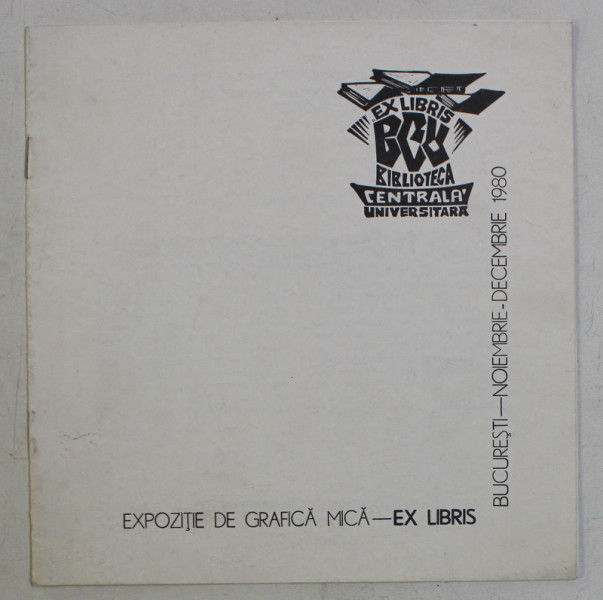 EX LIBRIS
BCU
BIBLIOTECA
CENTRALĂ
UNIVERSITARĂ
BUCUREȘTI—NOIEMBRIE-DECEMBRIE 1980
EXPOZIȚIE DE GRAFICĂ MICĂ—EX LIBRIS